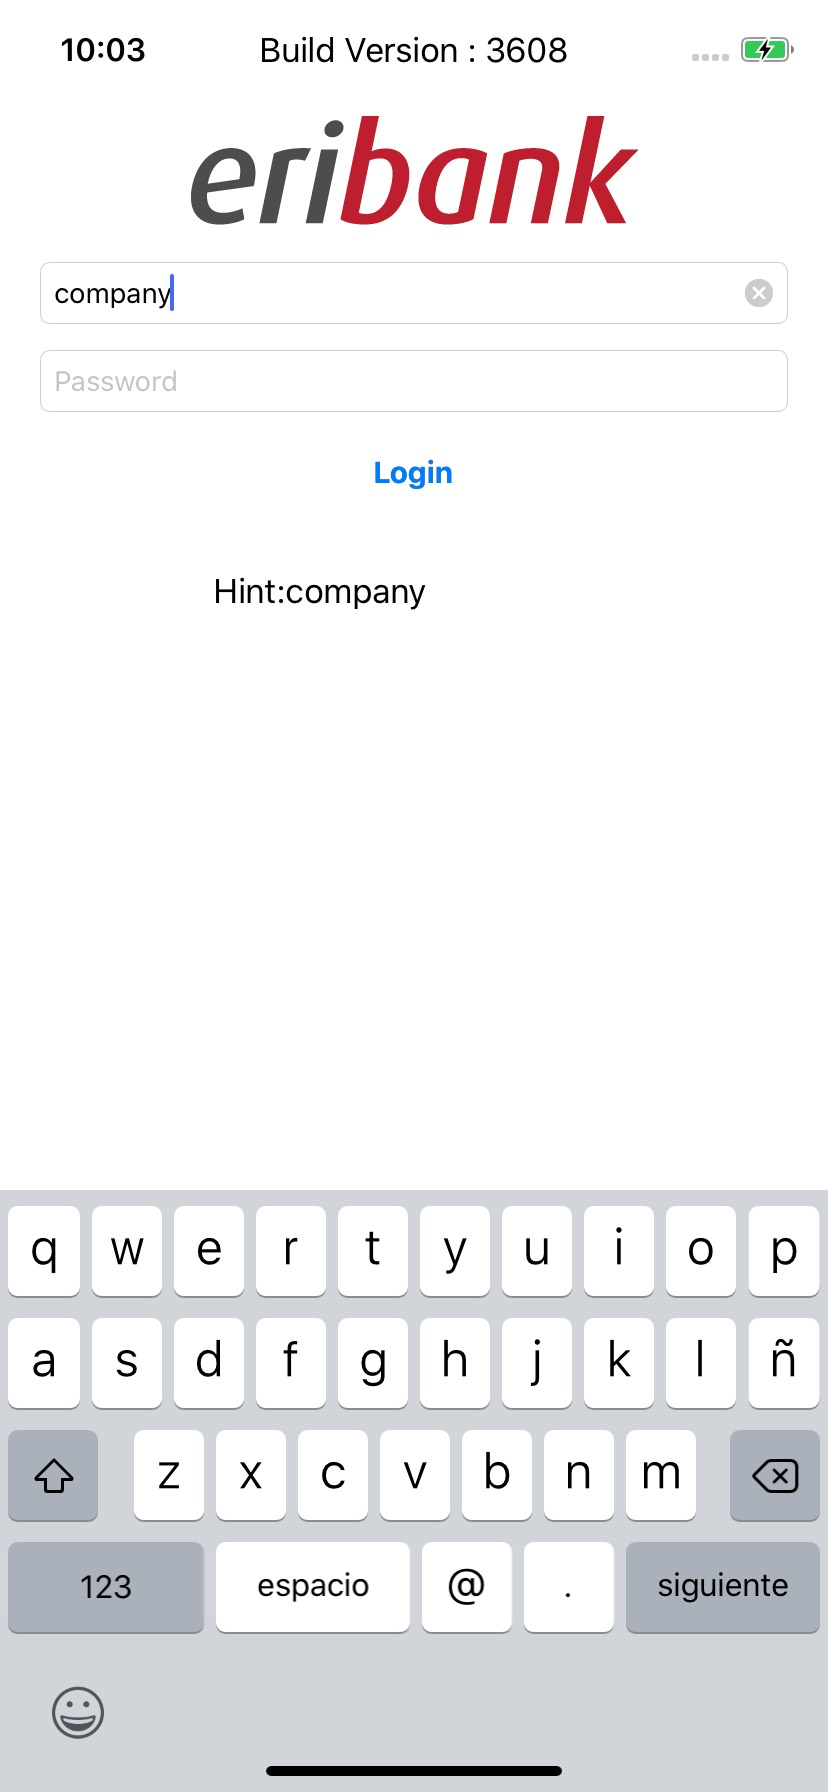 10:03 Build Version : 3608
eribank
company
Password
Login
Hint:company
q w e r t y u i o p
a s d f g h j k l ñ
z x c v b n m
123 espacio @ . siguiente